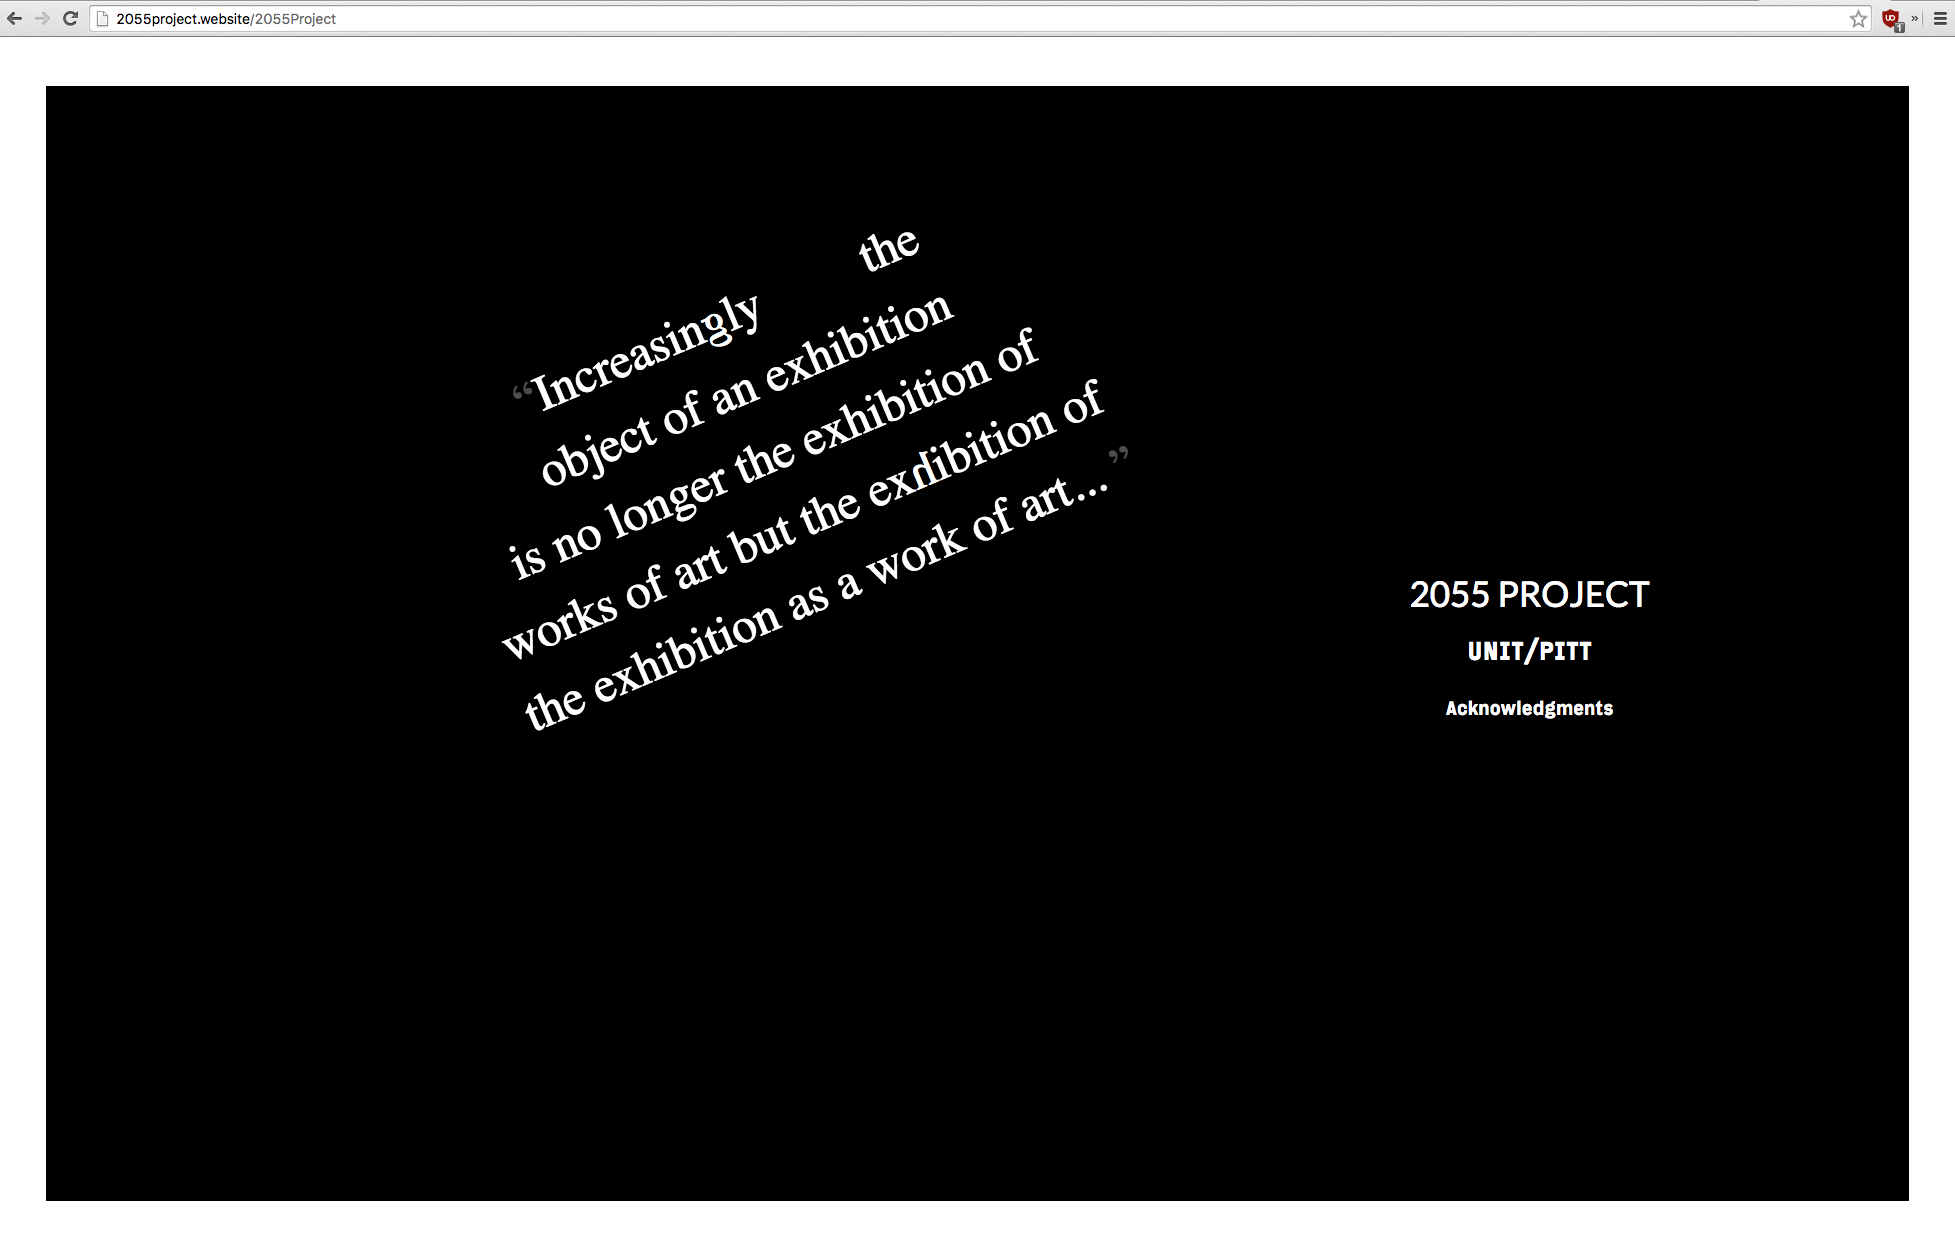 2055project.website/2055Project
1
»
“Increasingly the
object of an exhibition
is no longer the exhibition of
works of art but the exhibition of
the exhibition as a work of art...”
2055 PROJECT
UNIT/PITT
Acknowledgments